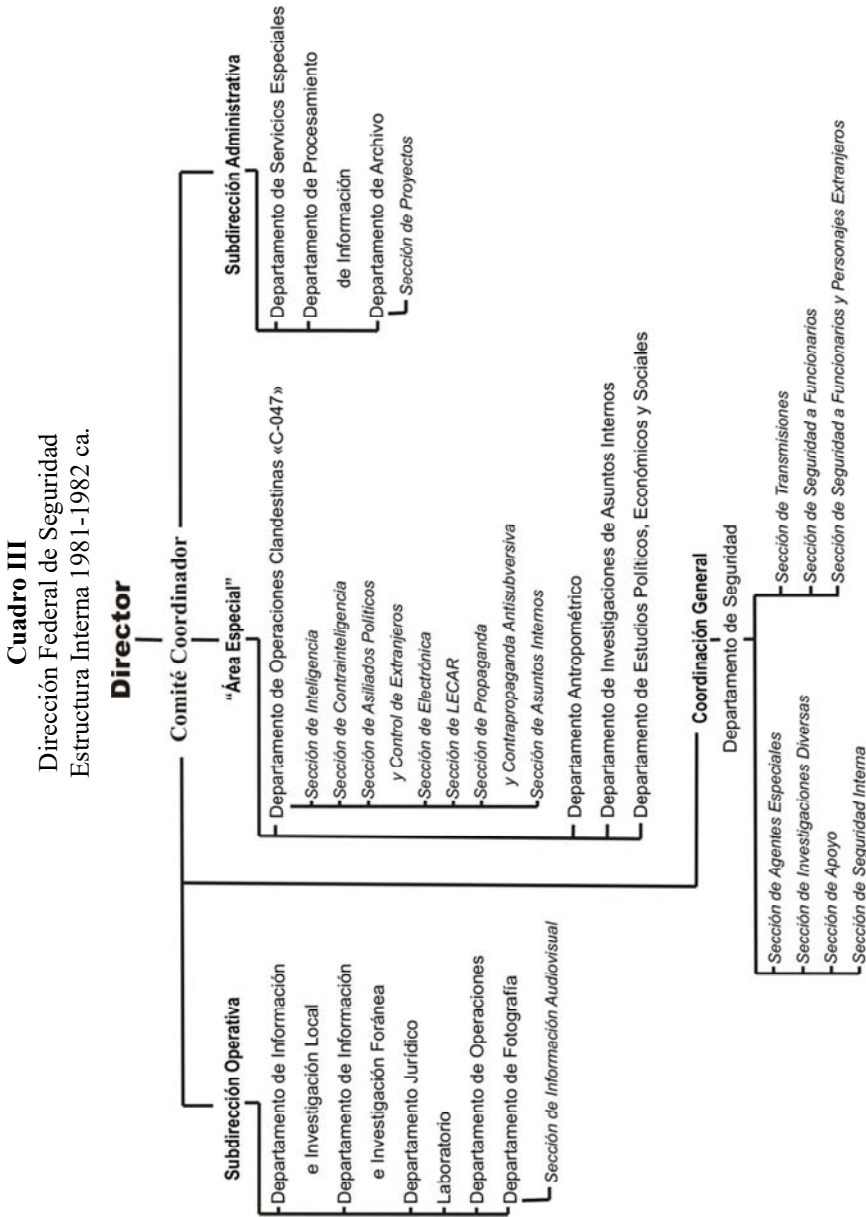 Cuadro III
Dirección Federal de Seguridad
Estructura Interna 1981-1982 ca.
Director
Comité Coordinador
Subdirección Operativa
Departamento de Información
e Investigación Local
Departamento de Información
e Investigación Foránea
Departamento Jurídico
Laboratorio
Departamento de Operaciones
Departamento de Fotografía
Sección de Información Audiovisual
"Área Especial"
Departamento de Operaciones Clandestinas «C-047»
Sección de Inteligencia
Sección de Contrainteligencia
Sección de Asiliados Políticos
y Control de Extranjeros
Sección de Electrónica
Sección de LECAR
Sección de Propaganda
y Contrapropaganda Antisubversiva
Sección de Asuntos Internos
Departamento Antropométrico
Departamento de Investigaciones de Asuntos Internos
Departamento de Estudios Políticos, Económicos y Sociales
Subdirección Administrativa
Departamento de Servicios Especiales
Departamento de Procesamiento
de Información
Departamento de Archivo
Sección de Proyectos
Coordinación General
Departamento de Seguridad
Sección de Agentes Especiales
Sección de Investigaciones Diversas
Sección de Apoyo
Sección de Seguridad Interna
Sección de Transmisiones
Sección de Seguridad a Funcionarios
Sección de Seguridad a Funcionarios y Personajes Extranjeros